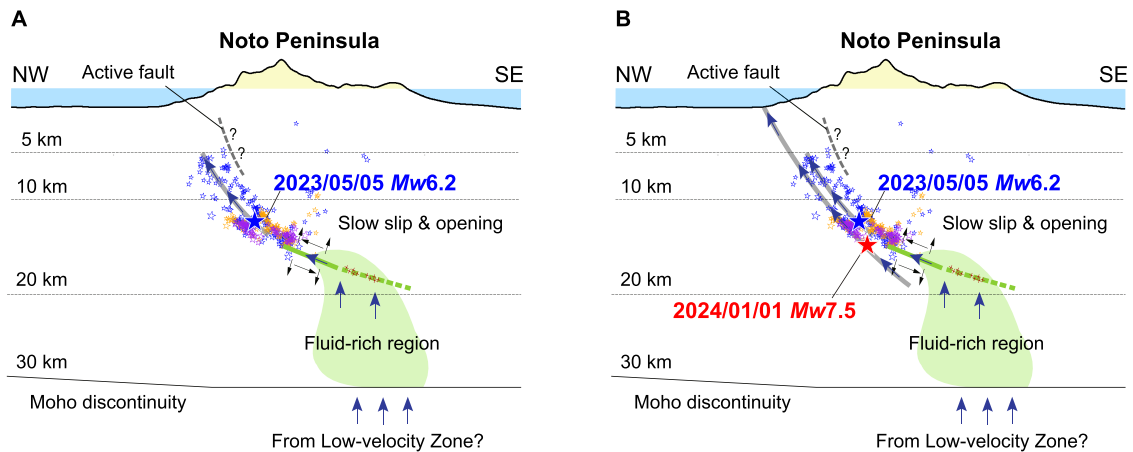 A
Noto Peninsula
NW
Active fault
SE
?
5 km
?
2023/05/05 Mw6.2
10 km
Slow slip & opening
20 km
Fluid-rich region
30 km
Moho discontinuity
From Low-velocity Zone?
B
Noto Peninsula
NW
Active fault
SE
?
5 km
?
2023/05/05 Mw6.2
10 km
Slow slip & opening
20 km
2024/01/01 Mw7.5
Fluid-rich region
30 km
Moho discontinuity
From Low-velocity Zone?